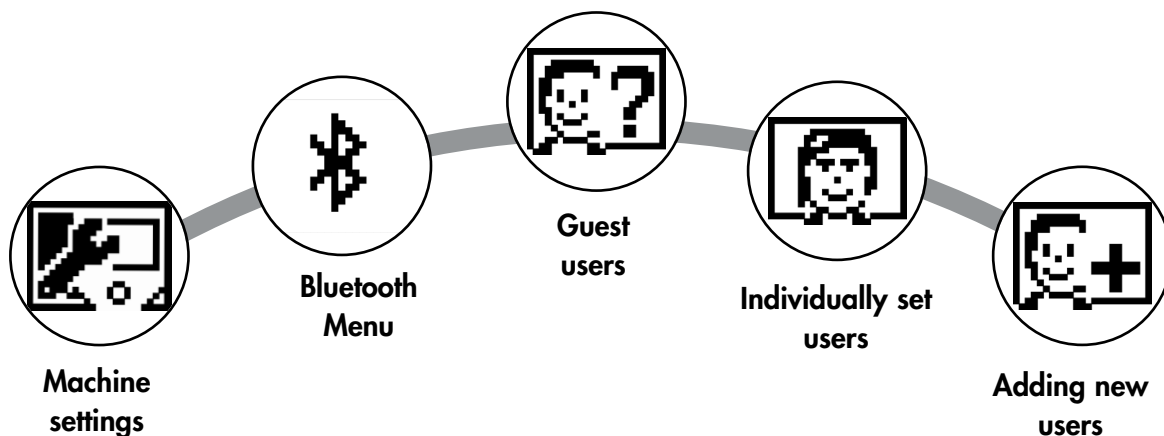 Machine
settings
Bluetooth
Menu
?
Guest
users
Individually set
users
+
Adding new
users